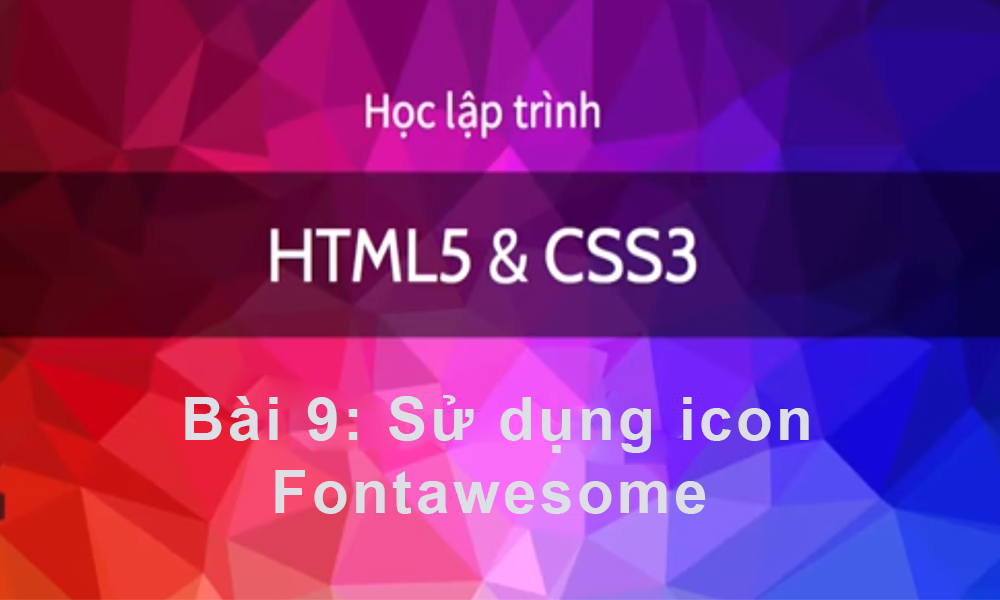 Học lập trình
HTML5 & CSS3
Bài 9: Sử dụng icon
Fontawesome